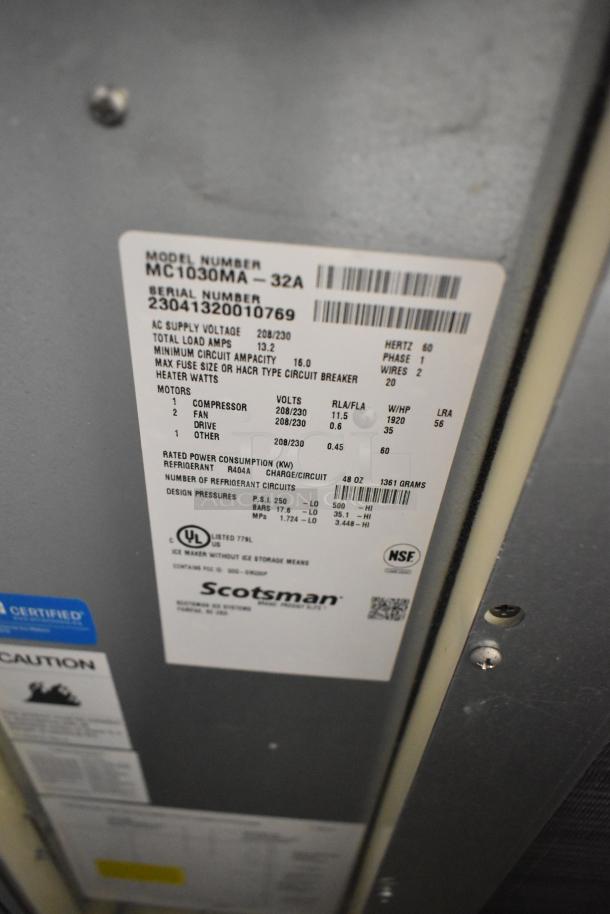 MODEL NUMBER
MC1030MA - 32A
SERIAL NUMBER
23041320010769
AC SUPPLY VOLTAGE 208/230 HERTZ 60
TOTAL LOAD AMPS 13.2 PHASE 1
MINIMUM CIRCUIT AMPACITY 16.0 WIRES 2
MAX FUSE SIZE OR HACR TYPE CIRCUIT BREAKER 20
HEATER WATTS
MOTORS VOLTS RLA/FLA W/HP LRA
1 COMPRESSOR 208/230 11.5 1920 56
2 FAN 208/230 0.6 35
DRIVE
1 OTHER 208/230 0.45 60
RATED POWER CONSUMPTION (KW)
REFRIGERANT R404A CHARGE/CIRCUIT 48 OZ 1361 GRAMS
NUMBER OF REFRIGERANT CIRCUITS
DESIGN PRESSURES P.S.I. 250 -LO 500 -HI
BARS 17.6 -LO 35.1 -HI
MPa 1.724 -LO 3.448-HI
C UL US LISTED 779L
ICE MAKER WITHOUT ICE STORAGE MEANS
NSF
Scotsman
SCOTSMAN ICE SYSTEMS
CERTIFIED
CAUTION